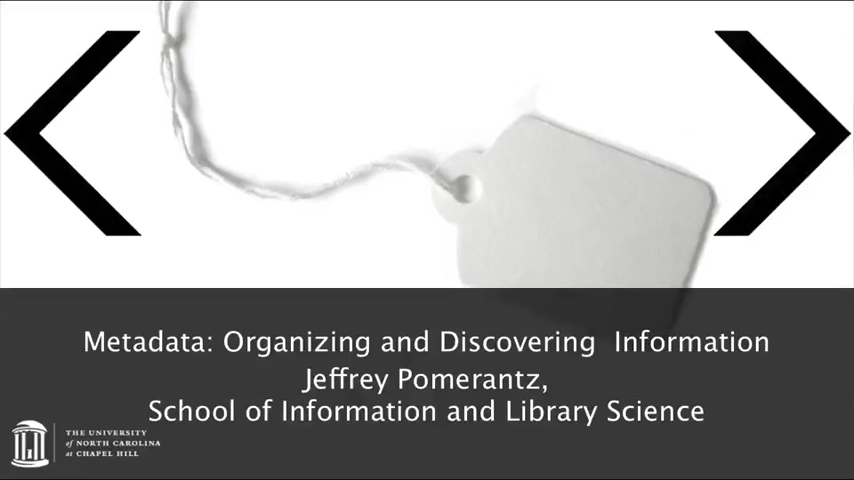 Metadata: Organizing and Discovering  Information
Jeffrey Pomerantz,
School of Information and Library Science
THE UNIVERSITY
of NORTH CAROLINA
at CHAPEL HILL